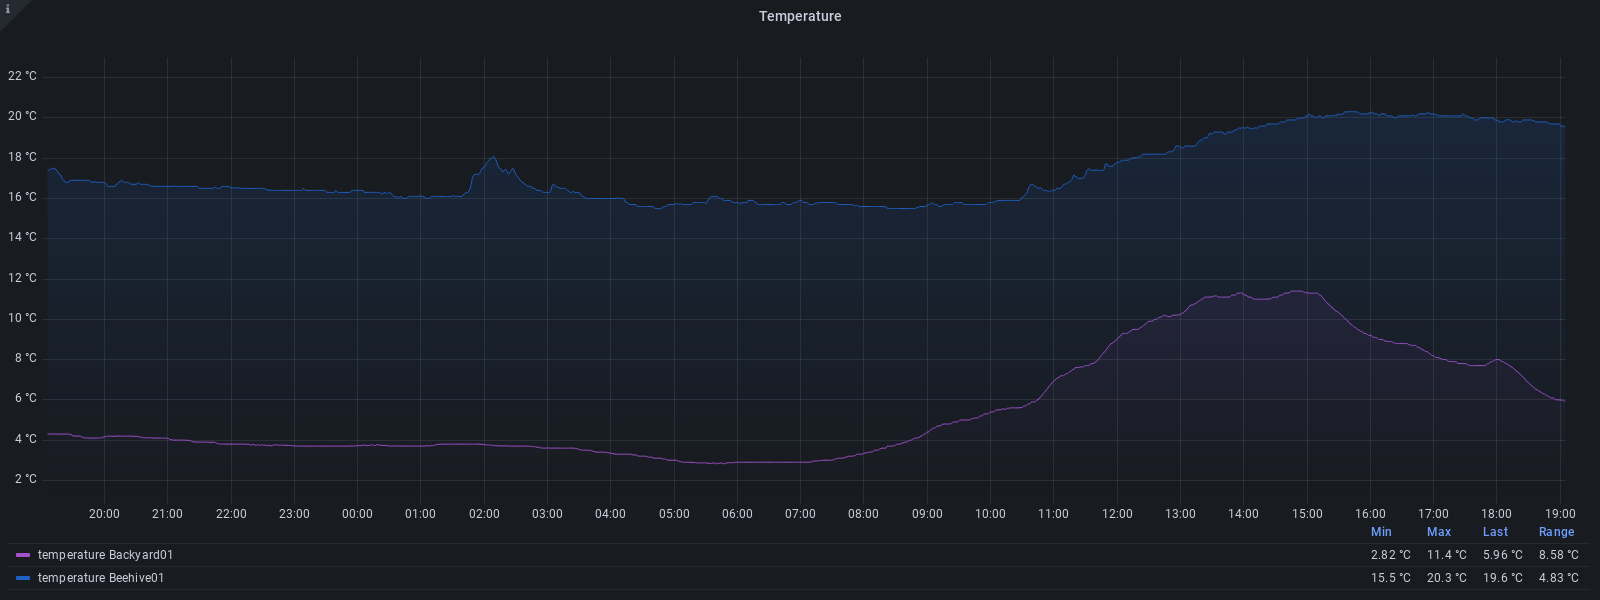 i
Temperature
22 °C
20 °C
18 °C
16 °C
14 °C
12 °C
10 °C
8 °C
6 °C
4 °C
2 °C
20:00 21:00 22:00 23:00 00:00 01:00 02:00 03:00 04:00 05:00 06:00 07:00 08:00 09:00 10:00 11:00 12:00 13:00 14:00 15:00 16:00 17:00 18:00 19:00
Min Max Last Range
temperature Backyard01 2.82 °C 11.4 °C 5.96 °C 8.58 °C
temperature Beehive01 15.5 °C 20.3 °C 19.6 °C 4.83 °C